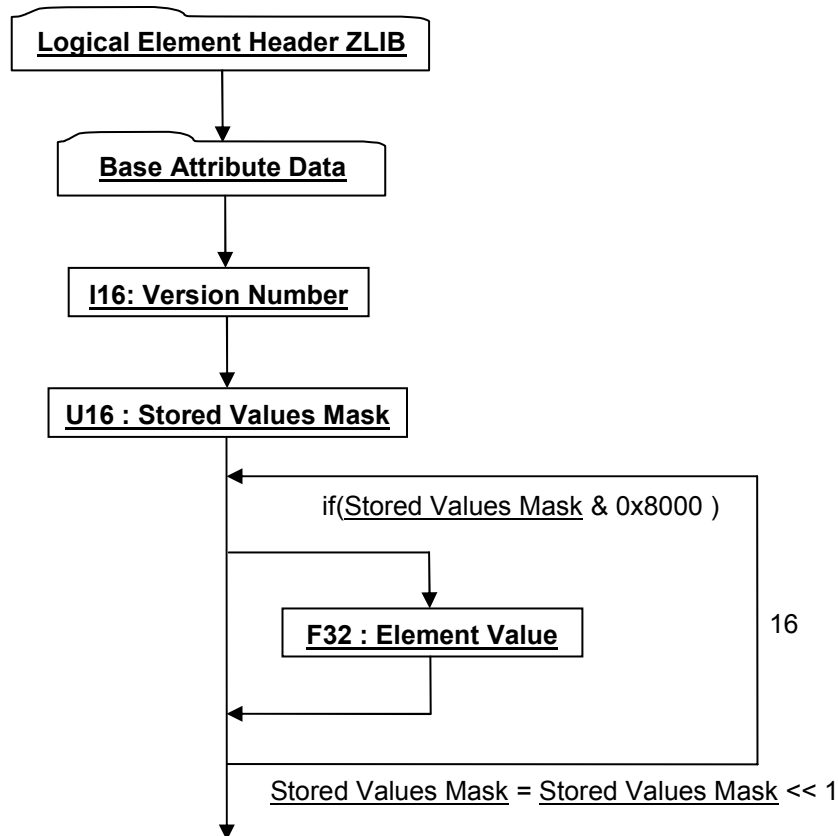 Logical Element Header ZLIB
Base Attribute Data
I16: Version Number
U16 : Stored Values Mask
if(Stored Values Mask & 0x8000 )
F32 : Element Value
16
Stored Values Mask = Stored Values Mask << 1